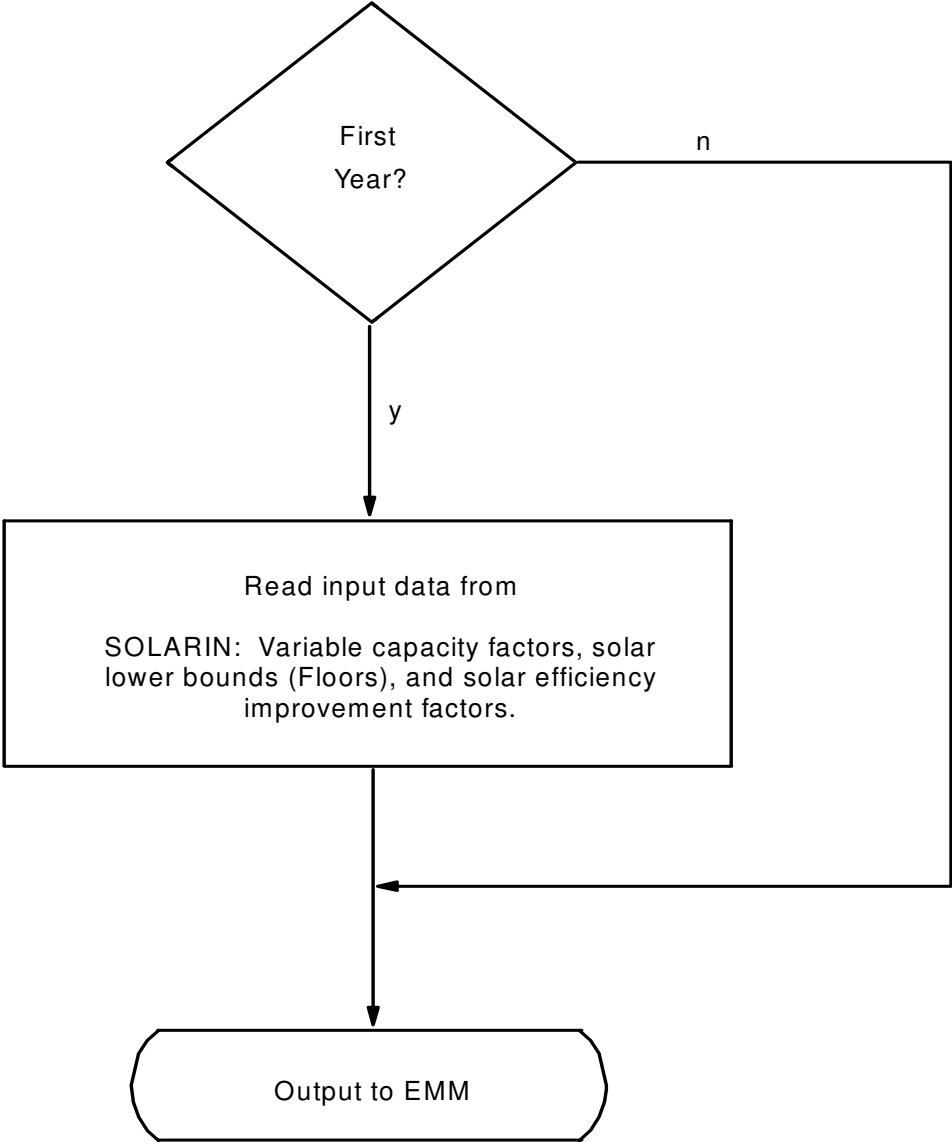 First
Year?
n
y
Read input data from
SOLARIN: Variable capacity factors, solar
lower bounds (Floors), and solar efficiency
improvement factors.
Output to EMM